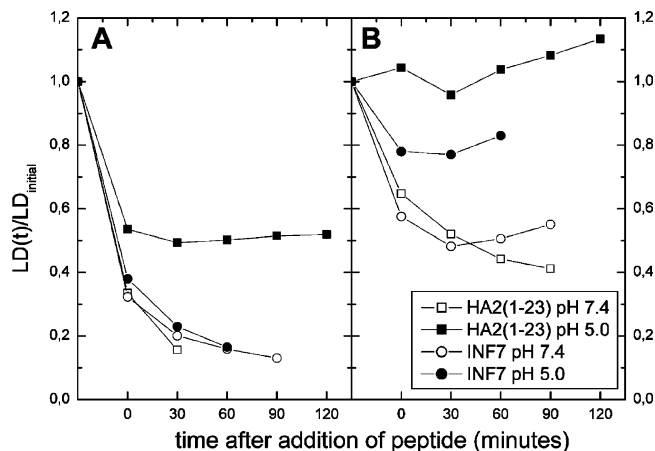 A
B
1,2
1,0
0,8
0,6
0,4
0,2
0,0
1,2
1,0
0,8
0,6
0,4
0,2
0,0
LD(t)/LDinitial
HA2(1-23) pH 7.4
HA2(1-23) pH 5.0
INF7 pH 7.4
INF7 pH 5.0
0 30 60 90 120 0 30 60 90 120
time after addition of peptide (minutes)